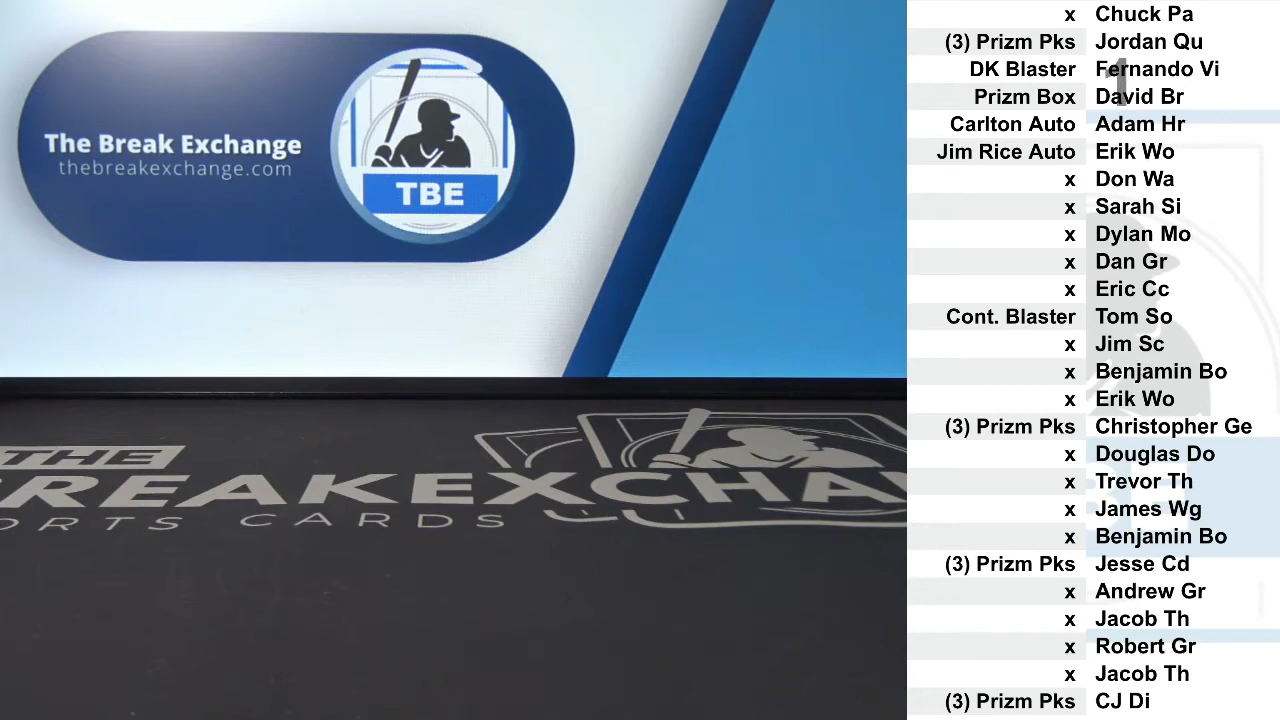 The Break Exchange
thebreakexchange.com
TBE
THE
REAKEXCHA
ORTS CARDS
1
x Chuck Pa
(3) Prizm Pks Jordan Qu
DK Blaster Fernando Vi
Prizm Box David Br
Carlton Auto Adam Hr
Jim Rice Auto Erik Wo
x Don Wa
x Sarah Si
x Dylan Mo
x Dan Gr
x Eric Cc
Cont. Blaster Tom So
x Jim Sc
x Benjamin Bo
x Erik Wo
(3) Prizm Pks Christopher Ge
x Douglas Do
x Trevor Th
x James Wg
x Benjamin Bo
(3) Prizm Pks Jesse Cd
x Andrew Gr
x Jacob Th
x Robert Gr
x Jacob Th
(3) Prizm Pks CJ Di